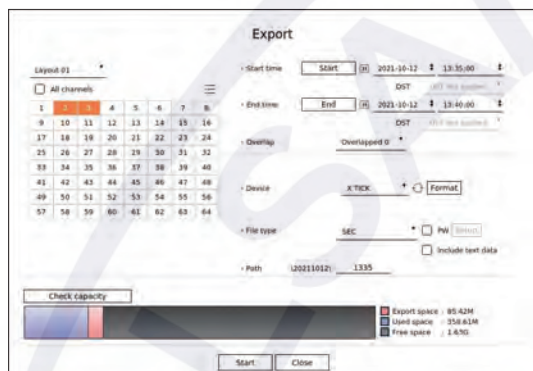 Export
Layout 01
All channels
1 2 3 4 5 6 7 8
9 10 11 12 13 14 15 16
17 18 19 20 21 22 23 24
25 26 27 28 29 30 31 32
33 34 35 36 37 38 39 40
41 42 43 44 45 46 47 48
49 50 51 52 53 54 55 56
57 58 59 60 61 62 63 64
Start time Start 2021-10-12 13:35:00
DST
End time End 2021-10-12 13:40:00
DST
Overlap Overlapped 0
Device X TICK Format
File type SEC PW
Include text data
Path (20211012) 1335
Check capacity
Export space : 85.42M
Used space : 358.61M
Free space : 1.65G
Start Close